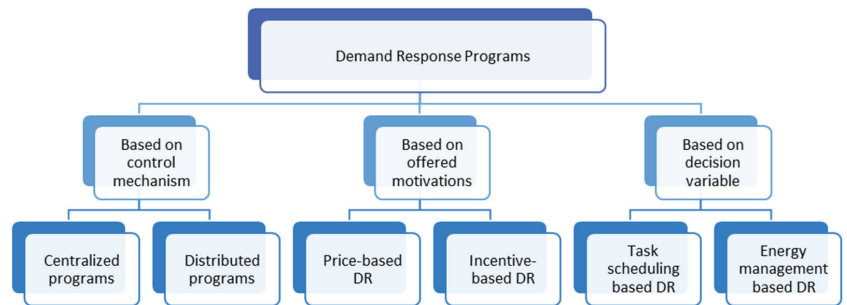 Demand Response Programs
Based on
control
mechanism
Based on
offered
motivations
Based on
decision
variable
Centralized
programs
Distributed
programs
Price-based
DR
Incentive-
based DR
Task
scheduling
based DR
Energy
management
based DR